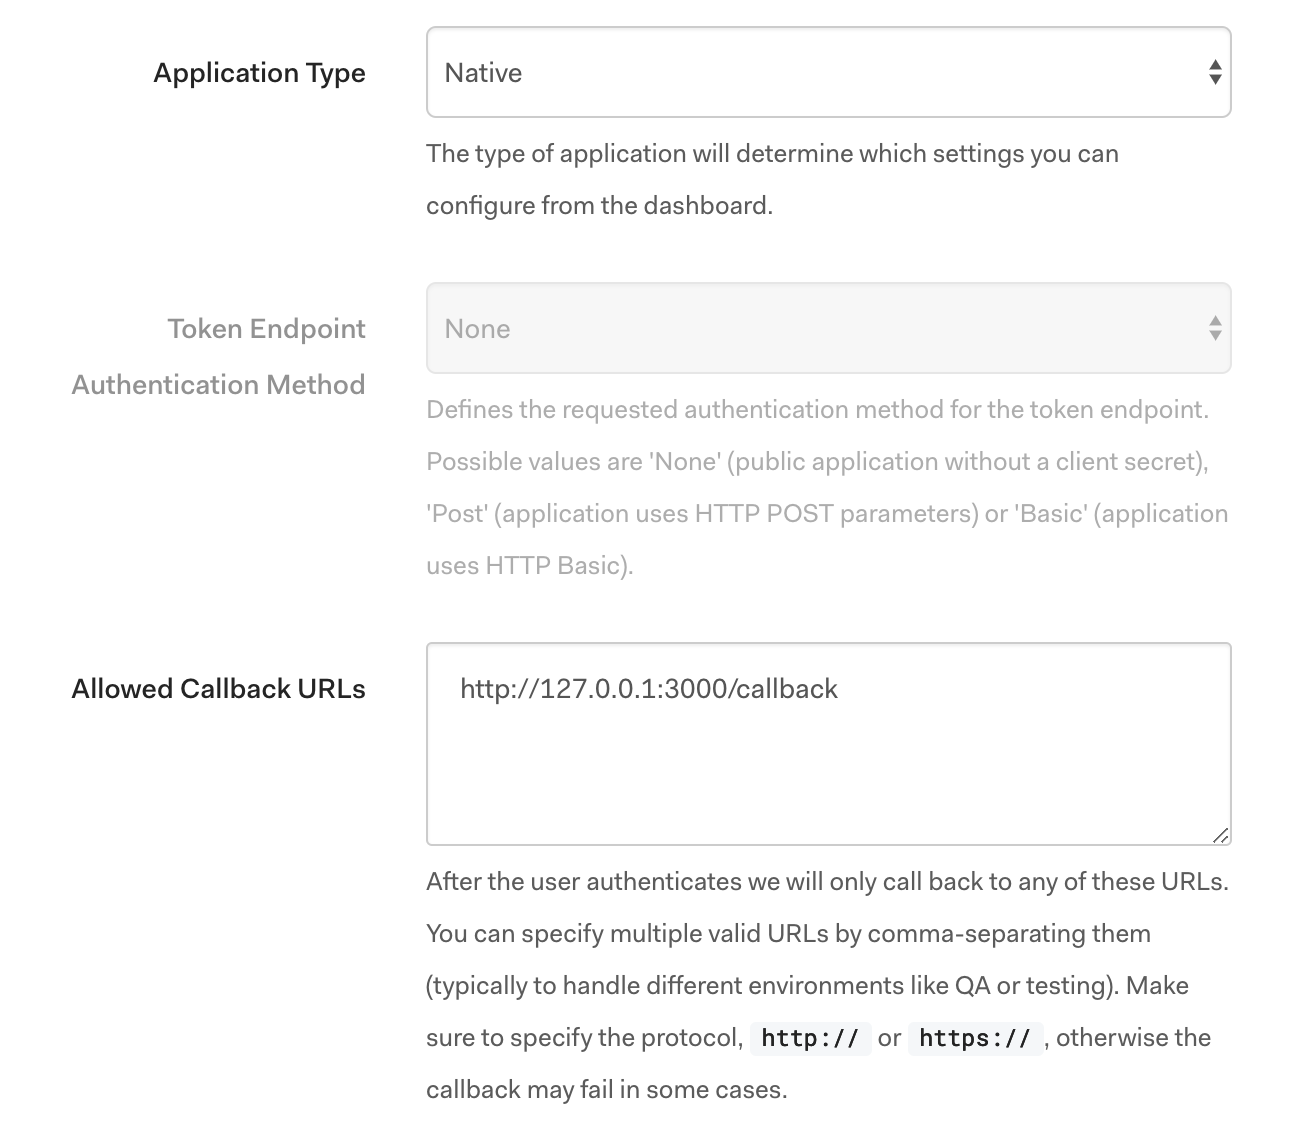 Application Type
Native
The type of application will determine which settings you can
configure from the dashboard.
Token Endpoint
Authentication Method
None
Defines the requested authentication method for the token endpoint.
Possible values are 'None' (public application without a client secret),
'Post' (application uses HTTP POST parameters) or 'Basic' (application
uses HTTP Basic).
Allowed Callback URLs
http://127.0.0.1:3000/callback
After the user authenticates we will only call back to any of these URLs.
You can specify multiple valid URLs by comma-separating them
(typically to handle different environments like QA or testing). Make
sure to specify the protocol, http:// or https:// , otherwise the
callback may fail in some cases.